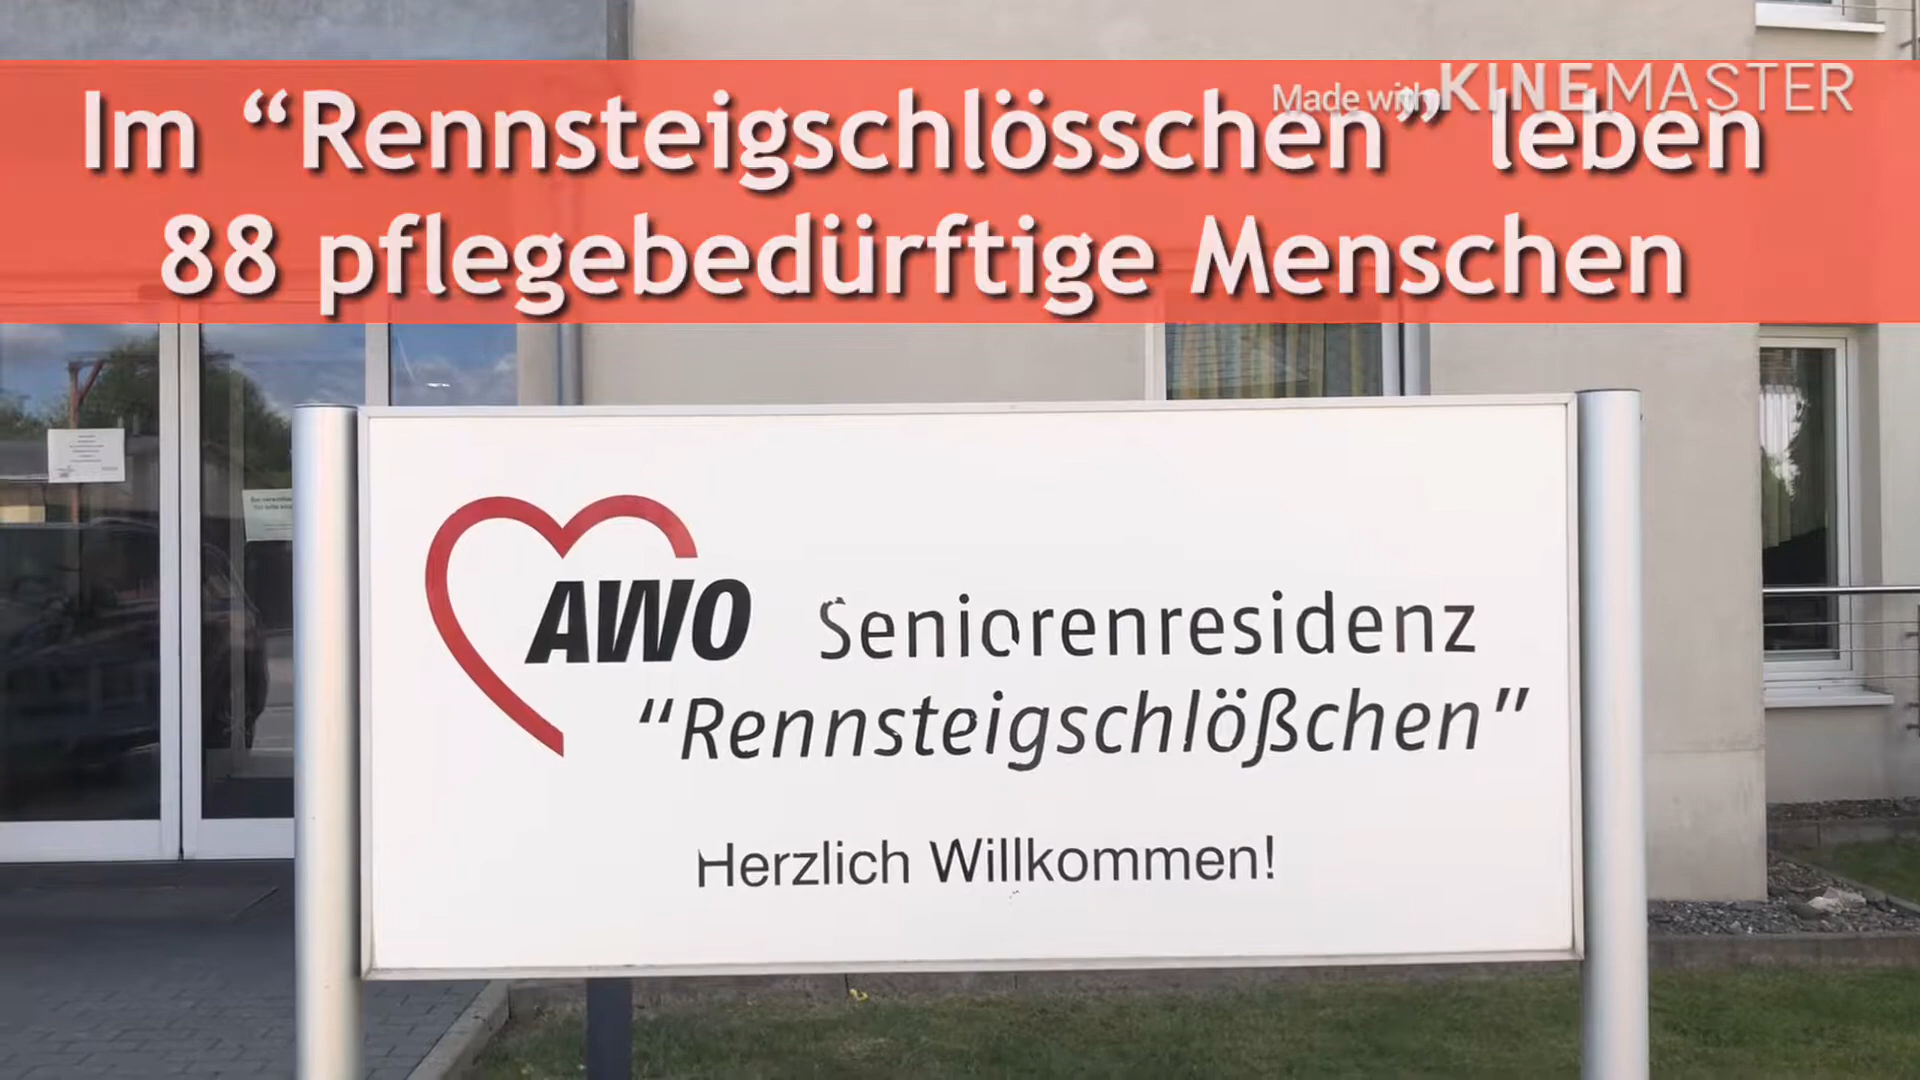 Made with KINEMASTER
Im “Rennsteigschlösschen” leben
88 pflegebedürftige Menschen
AWO Seniorenresidenz
“Rennsteigschlößchen”
Herzlich Willkommen!